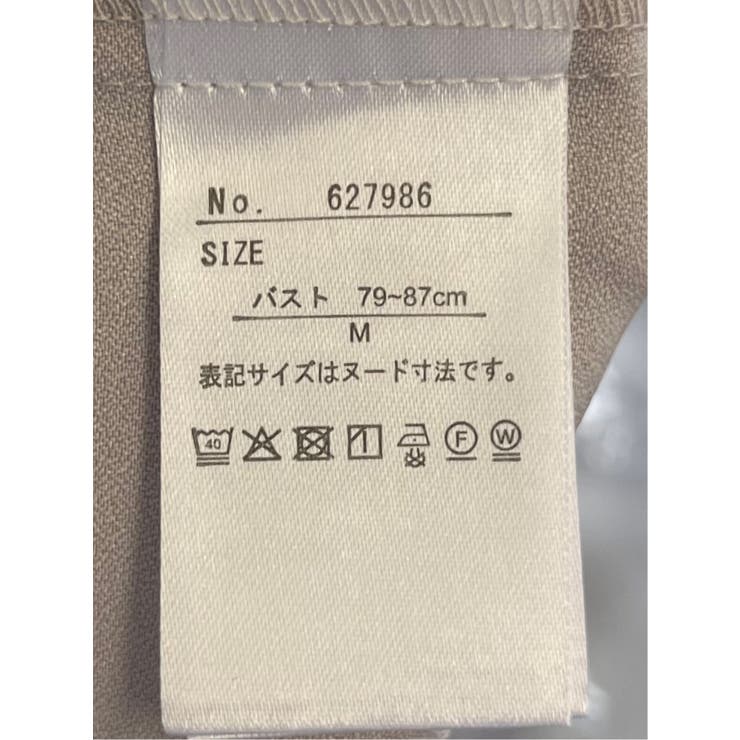 No. 627986
SIZE
バスト 79~87cm
M
表記サイズはヌード寸法です。
40 F W